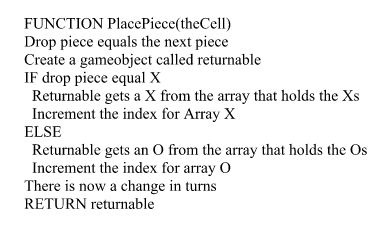 FUNCTION PlacePiece(theCell)
Drop piece equals the next piece
Create a gameobject called returnable
IF drop piece equal X
Returnable gets a X from the array that holds the Xs
Increment the index for Array X
ELSE
Returnable gets an O from the array that holds the Os
Increment the index for array O
There is now a change in turns
RETURN returnable